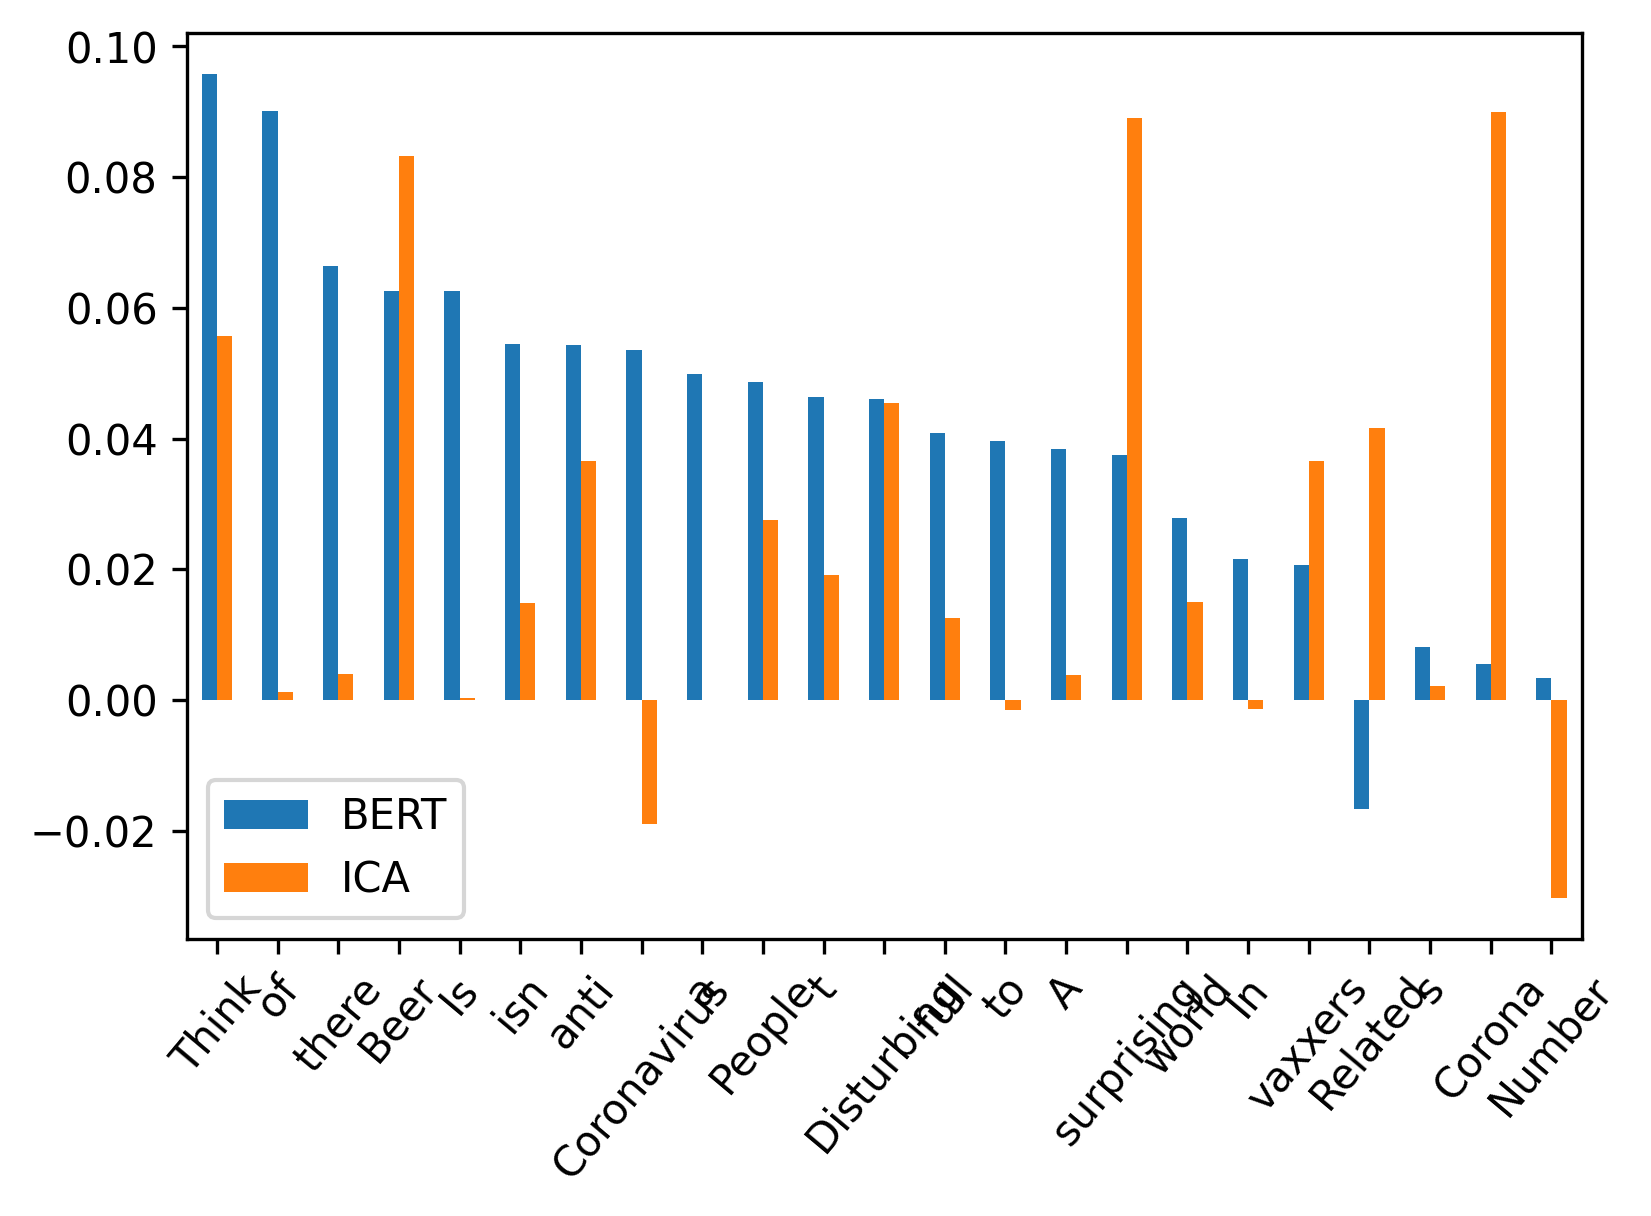 0.10
0.08
0.06
0.04
0.02
0.00
−0.02
BERT
ICA
Think
of
there
Beer
Is
isn
anti
Coronavirus
a
People
t
Disturbing
full
to
A
surprising
world
In
vaxxers
Related
s
Corona
Number